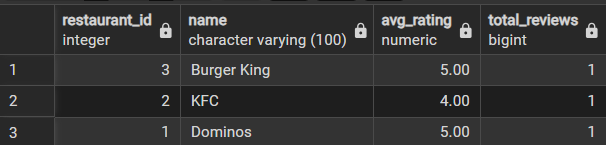 restaurant_id name avg_rating total_reviews
integer character varying (100) numeric bigint
1 3 Burger King 5.00 1
2 2 KFC 4.00 1
3 1 Dominos 5.00 1